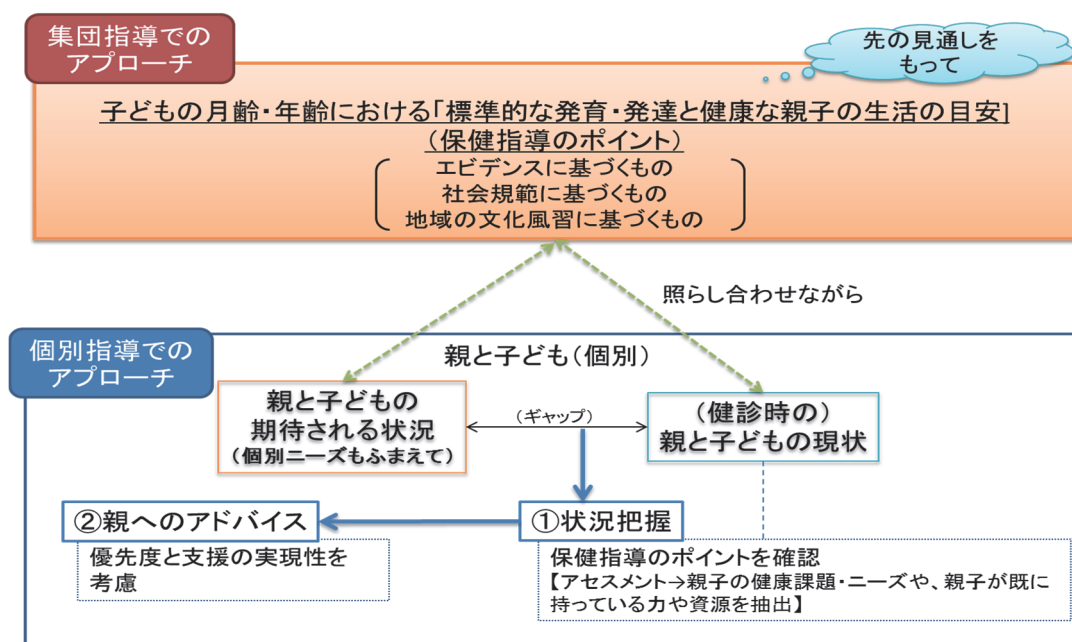 集団指導での
アプローチ
先の見通しを
もって
子どもの月齢・年齢における｢標準的な発育・発達と健康な親子の生活の目安]
(保健指導のポイント)
エビデンスに基づくもの
社会規範に基づくもの
地域の文化風習に基づくもの
照らし合わせながら
個別指導での
アプローチ
親と子ども(個別)
親と子どもの
期待される状況
(個別ニーズもふまえて)
(ギャップ)
(健診時の)
親と子どもの現状
②親へのアドバイス
優先度と支援の実現性を
考慮
①状況把握
保健指導のポイントを確認
【アセスメント→親子の健康課題・ニーズや、親子が既に
持っている力や資源を抽出】